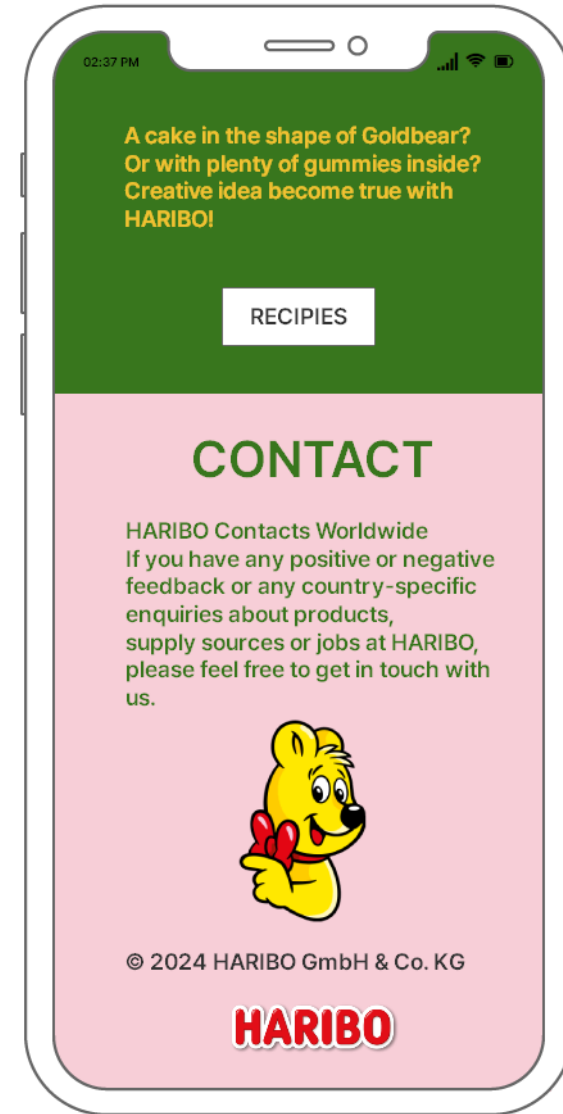 02:37 PM
A cake in the shape of Goldbear?
Or with plenty of gummies inside?
Creative idea become true with
HARIBO!
RECIPIES
CONTACT
HARIBO Contacts Worldwide
If you have any positive or negative
feedback or any country-specific
enquiries about products,
supply sources or jobs at HARIBO,
please feel free to get in touch with
us.
© 2024 HARIBO GmbH & Co. KG
HARIBO